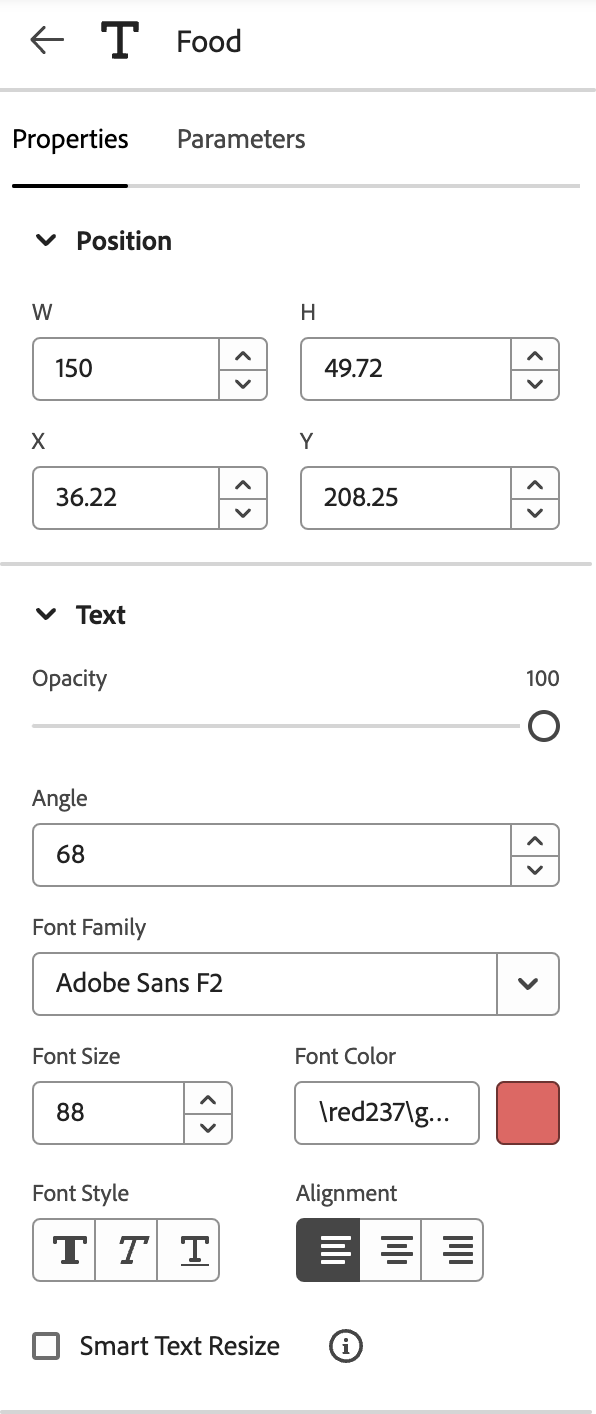 Food
Properties Parameters
Position
W H
150 49.72
X Y
36.22 208.25
Text
Opacity 100
Angle
68
Font Family
Adobe Sans F2
Font Size Font Color
88 \red237\g...
Font Style Alignment
T T T
Smart Text Resize